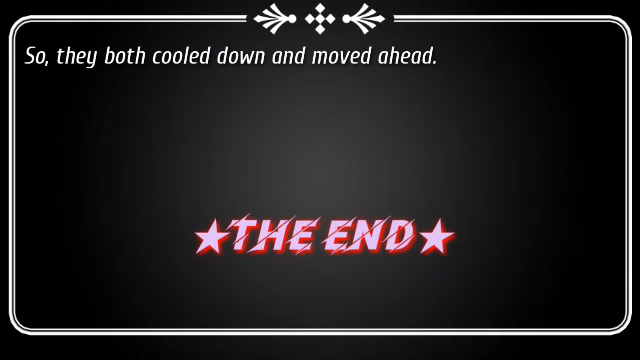 So, they both cooled down and moved ahead.
★THE END★